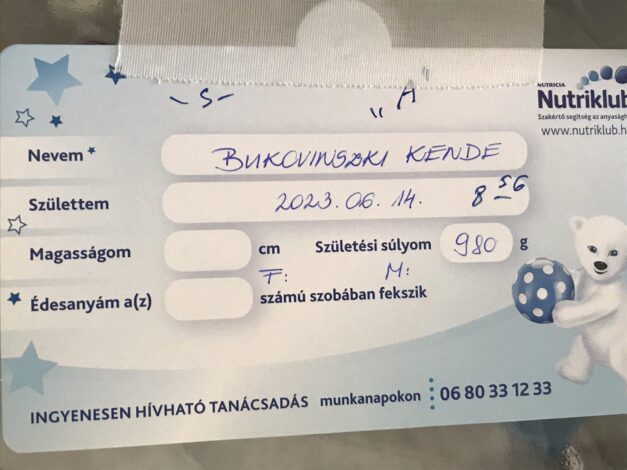 -S- „A"
NUTRICIA
Nutriklub
Szakértő segítség az anyaságh
www.nutriklub.h
Nevem* BUKOVINSZKI KENDE
Születtem 2023.06.14. 8 56
Magasságom cm Születési súlyom 980 g
F: M:
Édesanyám a(z) számú szobában fekszik
INGYENESEN HÍVHATÓ TANÁCSADÁS munkanapokon 06 80 33 12 33